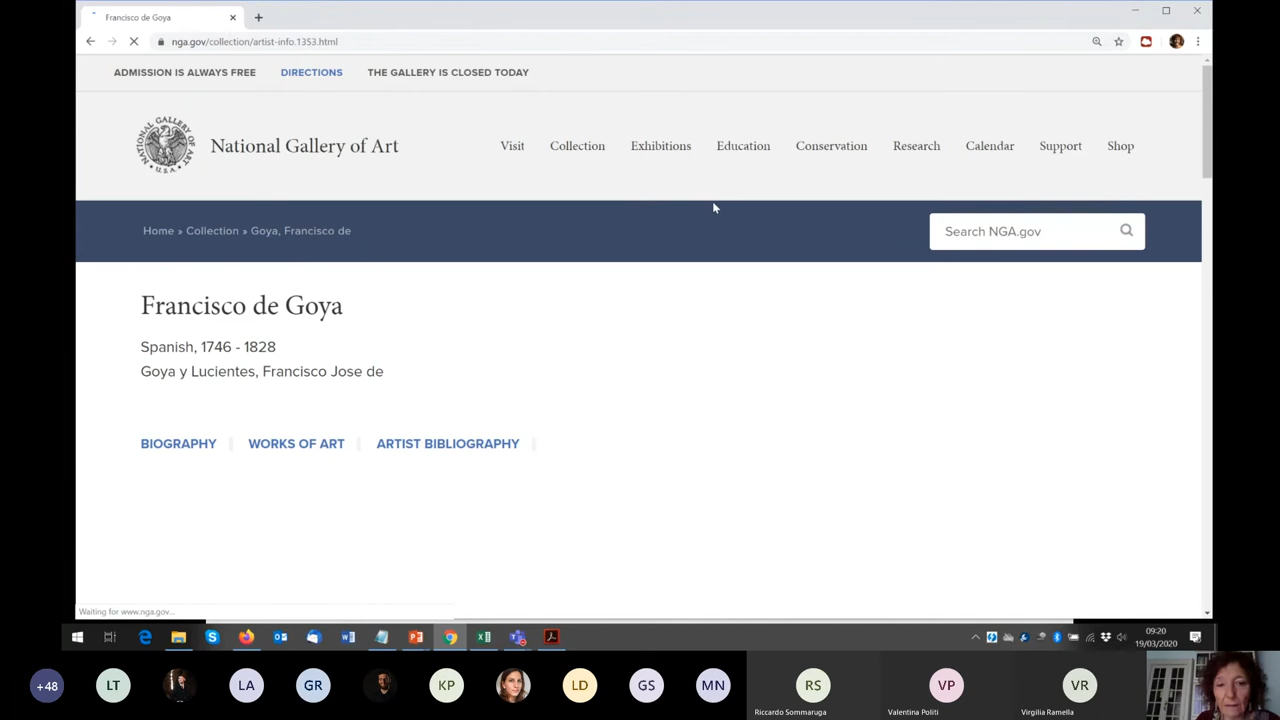 Francisco de Goya
nga.gov/collection/artist-info.1353.html
ADMISSION IS ALWAYS FREE DIRECTIONS THE GALLERY IS CLOSED TODAY
NATIONAL GALLERY OF ART U.S.A.
National Gallery of Art
Visit Collection Exhibitions Education Conservation Research Calendar Support Shop
Home » Collection » Goya, Francisco de
Search NGA.gov
Francisco de Goya
Spanish, 1746 - 1828
Goya y Lucientes, Francisco Jose de
BIOGRAPHY WORKS OF ART ARTIST BIBLIOGRAPHY
Waiting for www.nga.gov...
09:20
19/03/2020
+48 LT LA GR KP LD GS MN RS VP VR
Riccardo Sommaruga Valentina Politi Virgilia Ramella